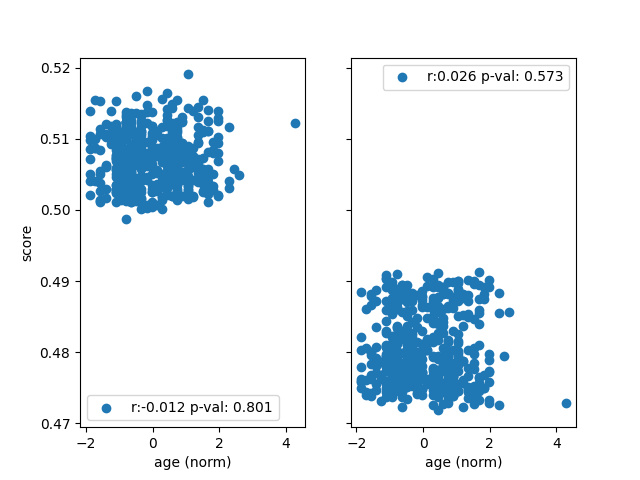 0.52
0.51
0.50
0.49
0.48
0.47
score
r:-0.012 p-val: 0.801
−2 0 2 4
age (norm)
r:0.026 p-val: 0.573
−2 0 2 4
age (norm)